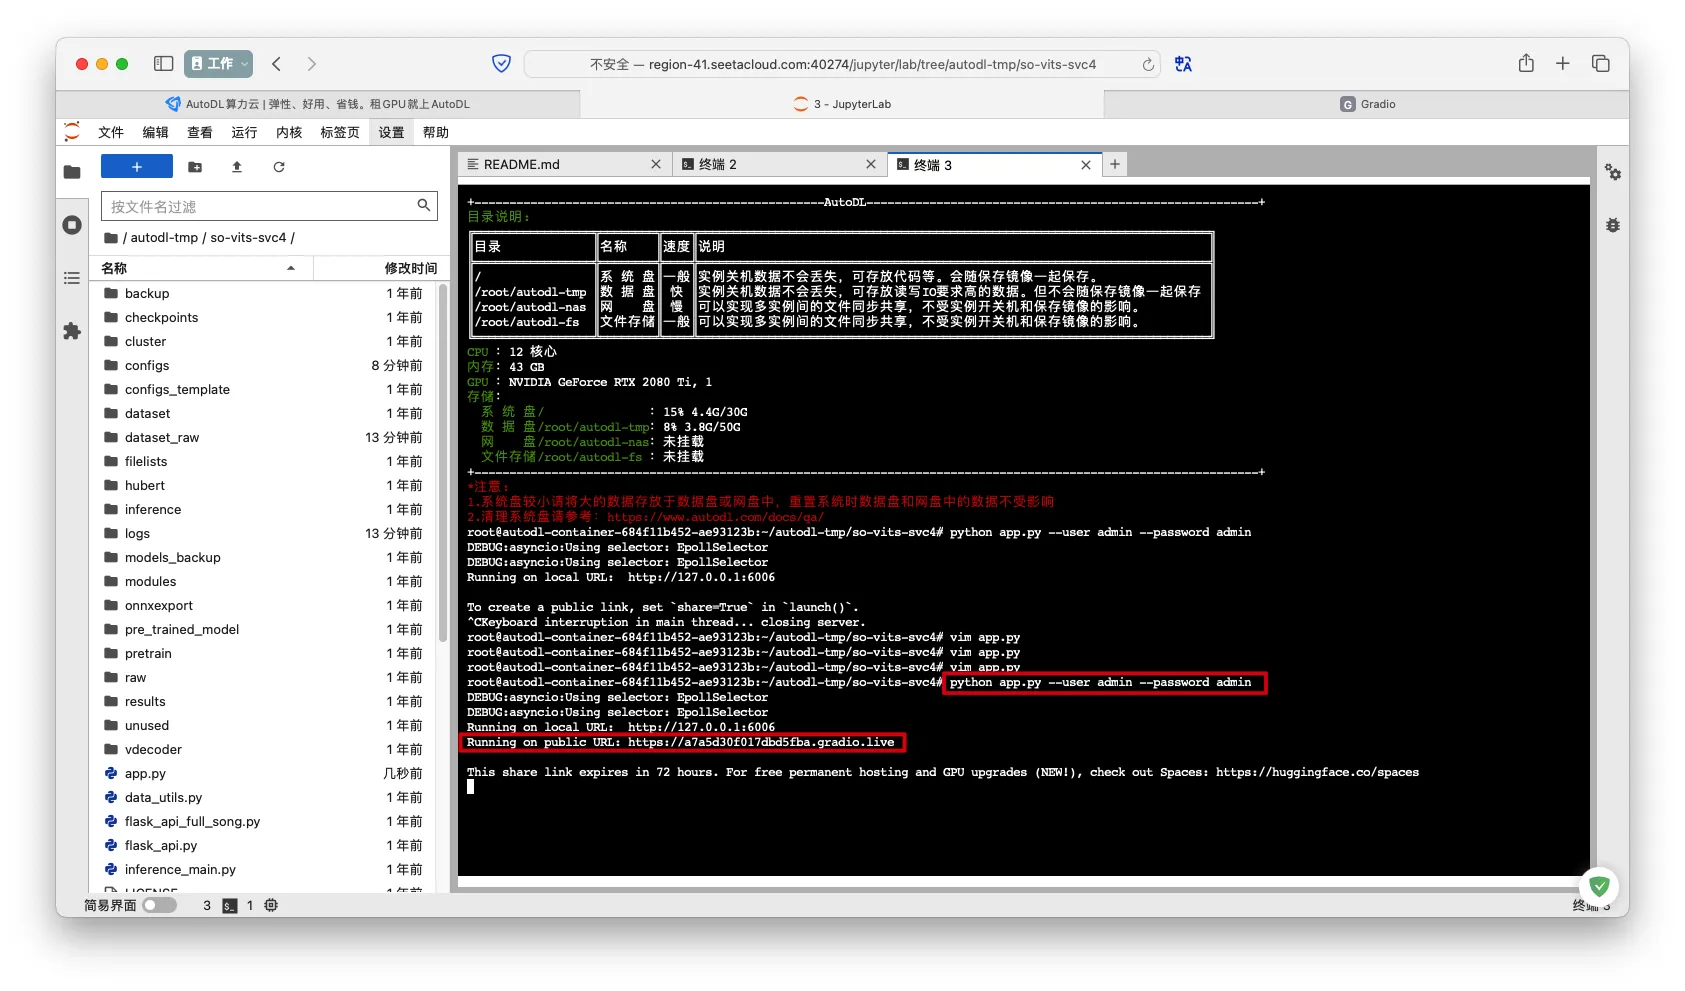 工作
不安全 — region-41.seetacloud.com:40274/jupyter/lab/tree/autodl-tmp/so-vits-svc4
AutoDL算力云 | 弹性、好用、省钱。租GPU就上AutoDL
3 - JupyterLab
G Gradio
文件 编辑 查看 运行 内核 标签页 设置 帮助
README.md
终端 2
终端 3
按文件名过滤
/ autodl-tmp / so-vits-svc4 /
名称 修改时间
backup 1 年前
checkpoints 1 年前
cluster 1 年前
configs 8 分钟前
configs_template 1 年前
dataset 1 年前
dataset_raw 13 分钟前
filelists 1 年前
hubert 1 年前
inference 1 年前
logs 13 分钟前
models_backup 1 年前
modules 1 年前
onnxexport 1 年前
pre_trained_model 1 年前
pretrain 1 年前
raw 1 年前
results 1 年前
unused 1 年前
vdecoder 1 年前
app.py 几秒前
data_utils.py 1 年前
flask_api_full_song.py 1 年前
flask_api.py 1 年前
inference_main.py 1 年前
LICENSE 1 年前
+--------------------------------------------------AutoDL--------------------------------------------------------+
目录说明:
目录 名称 速度 说明
/ 系 统 盘 一般 实例关机数据不会丢失，可存放代码等。会随保存镜像一起保存。
/root/autodl-tmp 数 据 盘 快 实例关机数据不会丢失，可存放读写IO要求高的数据。但不会随保存镜像一起保存
/root/autodl-nas 网 盘 慢 可以实现多实例间的文件同步共享，不受实例开关机和保存镜像的影响。
/root/autodl-fs 文件存储 一般 可以实现多实例间的文件同步共享，不受实例开关机和保存镜像的影响。
CPU : 12 核心
内存: 43 GB
GPU : NVIDIA GeForce RTX 2080 Ti, 1
存储:
系 统 盘/ : 15% 4.4G/30G
数 据 盘/root/autodl-tmp: 8% 3.8G/50G
网 盘/root/autodl-nas: 未挂载
文件存储/root/autodl-fs : 未挂载
+----------------------------------------------------------------------------------------------------------------+
*注意:
1.系统盘较小请将大的数据存放于数据盘或网盘中，重置系统时数据盘和网盘中的数据不受影响
2.清理系统盘请参考: https://www.autodl.com/docs/qa/
root@autodl-container-684f11b452-ae93123b:~/autodl-tmp/so-vits-svc4# python app.py --user admin --password admin
DEBUG:asyncio:Using selector: EpollSelector
DEBUG:asyncio:Using selector: EpollSelector
Running on local URL:  http://127.0.0.1:6006
To create a public link, set `share=True` in `launch()`.
^CKeyboard interruption in main thread... closing server.
root@autodl-container-684f11b452-ae93123b:~/autodl-tmp/so-vits-svc4# vim app.py
root@autodl-container-684f11b452-ae93123b:~/autodl-tmp/so-vits-svc4# vim app.py
root@autodl-container-684f11b452-ae93123b:~/autodl-tmp/so-vits-svc4# vim app.py
root@autodl-container-684f11b452-ae93123b:~/autodl-tmp/so-vits-svc4# python app.py --user admin --password admin
DEBUG:asyncio:Using selector: EpollSelector
DEBUG:asyncio:Using selector: EpollSelector
Running on local URL:  http://127.0.0.1:6006
Running on public URL: https://a7a5d30f017dbd5fba.gradio.live
This share link expires in 72 hours. For free permanent hosting and GPU upgrades (NEW!), check out Spaces: https://huggingface.co/spaces
简易界面 3 $_ 1
终端 3